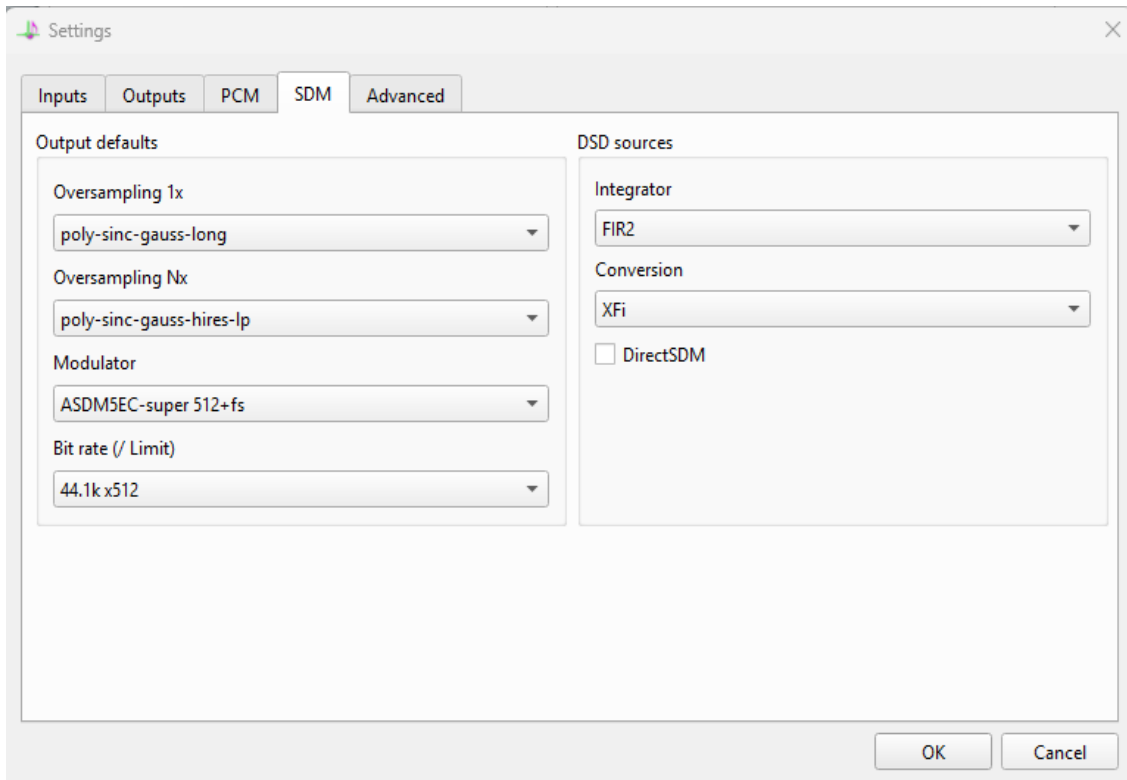 Settings
Inputs
Outputs
PCM
SDM
Advanced
Output defaults
Oversampling 1x
poly-sinc-gauss-long
Oversampling Nx
poly-sinc-gauss-hires-lp
Modulator
ASDM5EC-super 512+fs
Bit rate (/ Limit)
44.1k x512
DSD sources
Integrator
FIR2
Conversion
XFi
DirectSDM
OK
Cancel